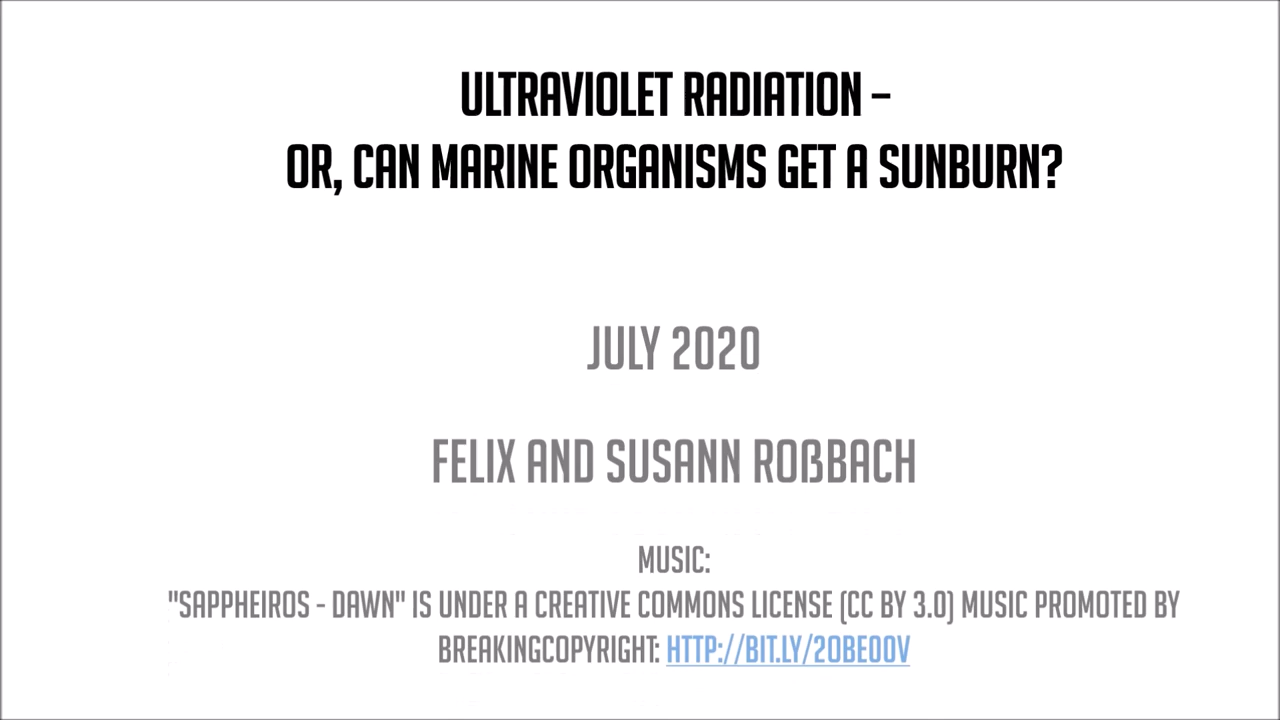 ULTRAVIOLET RADIATION –
OR, CAN MARINE ORGANISMS GET A SUNBURN?
JULY 2020
FELIX AND SUSANN ROßBACH
MUSIC:
"SAPPHEIROS - DAWN" IS UNDER A CREATIVE COMMONS LICENSE (CC BY 3.0) MUSIC PROMOTED BY
BREAKINGCOPYRIGHT: HTTP://BIT.LY/2OBEOOV